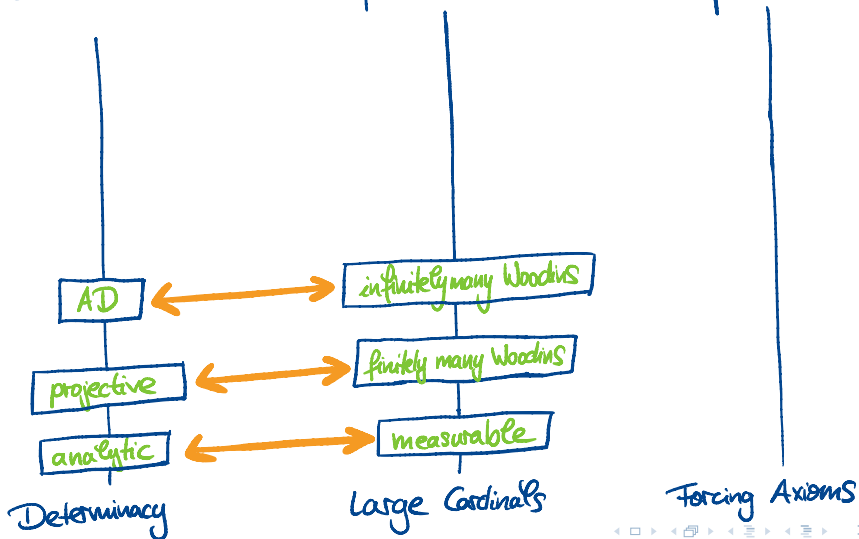 AD
infinitely many Woodins
projective
finitely many Woodins
analytic
measurable
Determinacy
Large Cardinals
Forcing Axioms